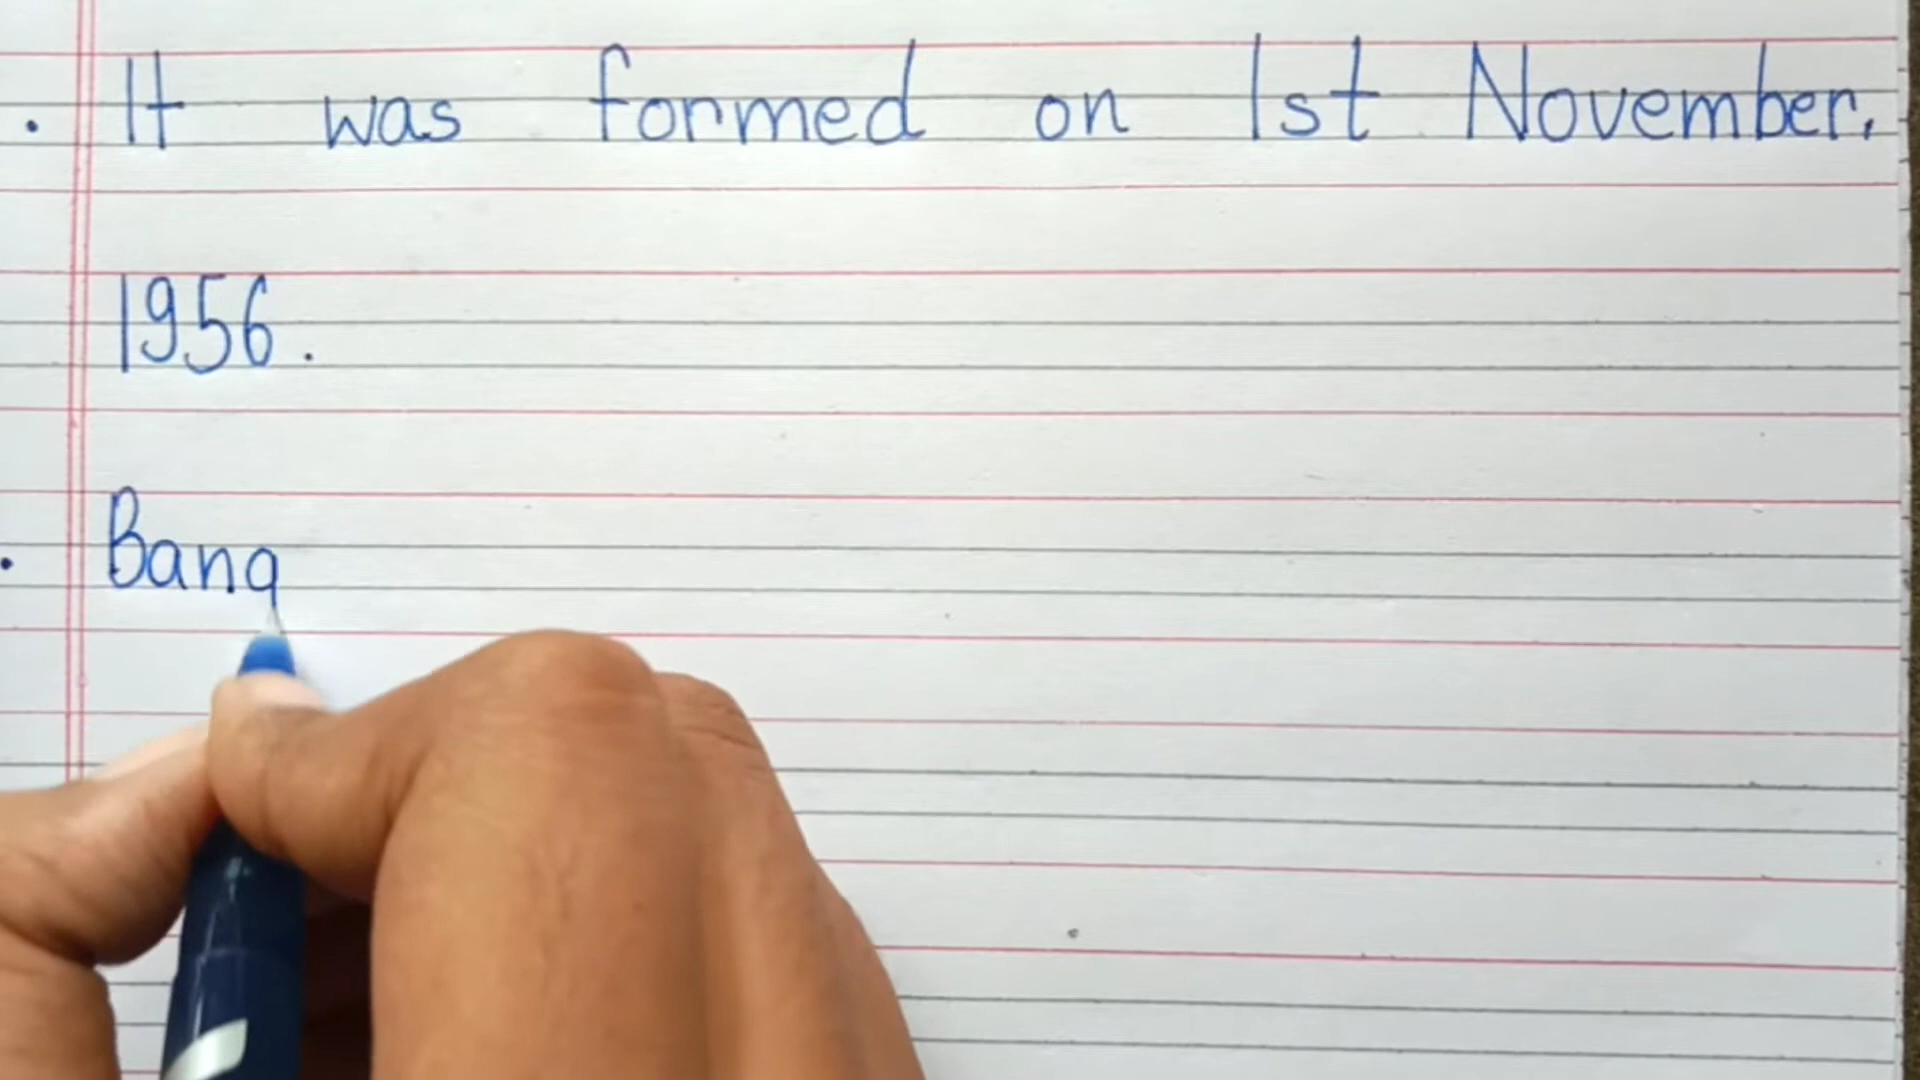 . It was formed on 1st November,
1956.
. Bang